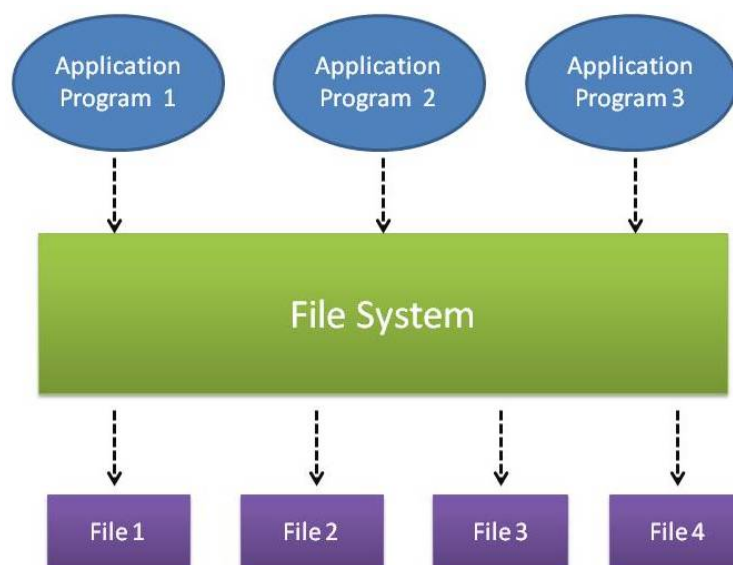 Application
Program 1
Application
Program 2
Application
Program 3
File System
File 1
File 2
File 3
File 4